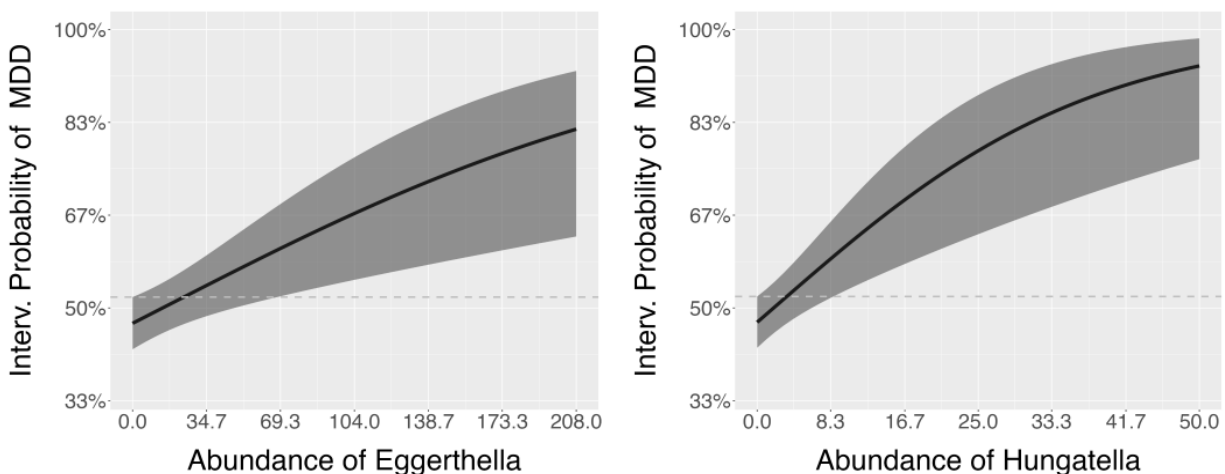 Interv. Probability of MDD
100%
83%
67%
50%
33%
0.0 34.7 69.3 104.0 138.7 173.3 208.0
Abundance of Eggerthella
Interv. Probability of MDD
100%
83%
67%
50%
33%
0.0 8.3 16.7 25.0 33.3 41.7 50.0
Abundance of Hungatella